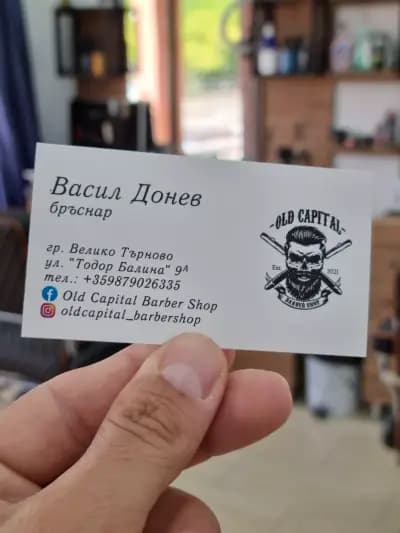 Васил Донев
бръснар
гр. Велико Търново
ул. "Тодор Балина" 9А
тел.: +359879026335
Old Capital Barber Shop
oldcapital_barbershop
OLD CAPITAL
Est. 2021
BARBER SHOP